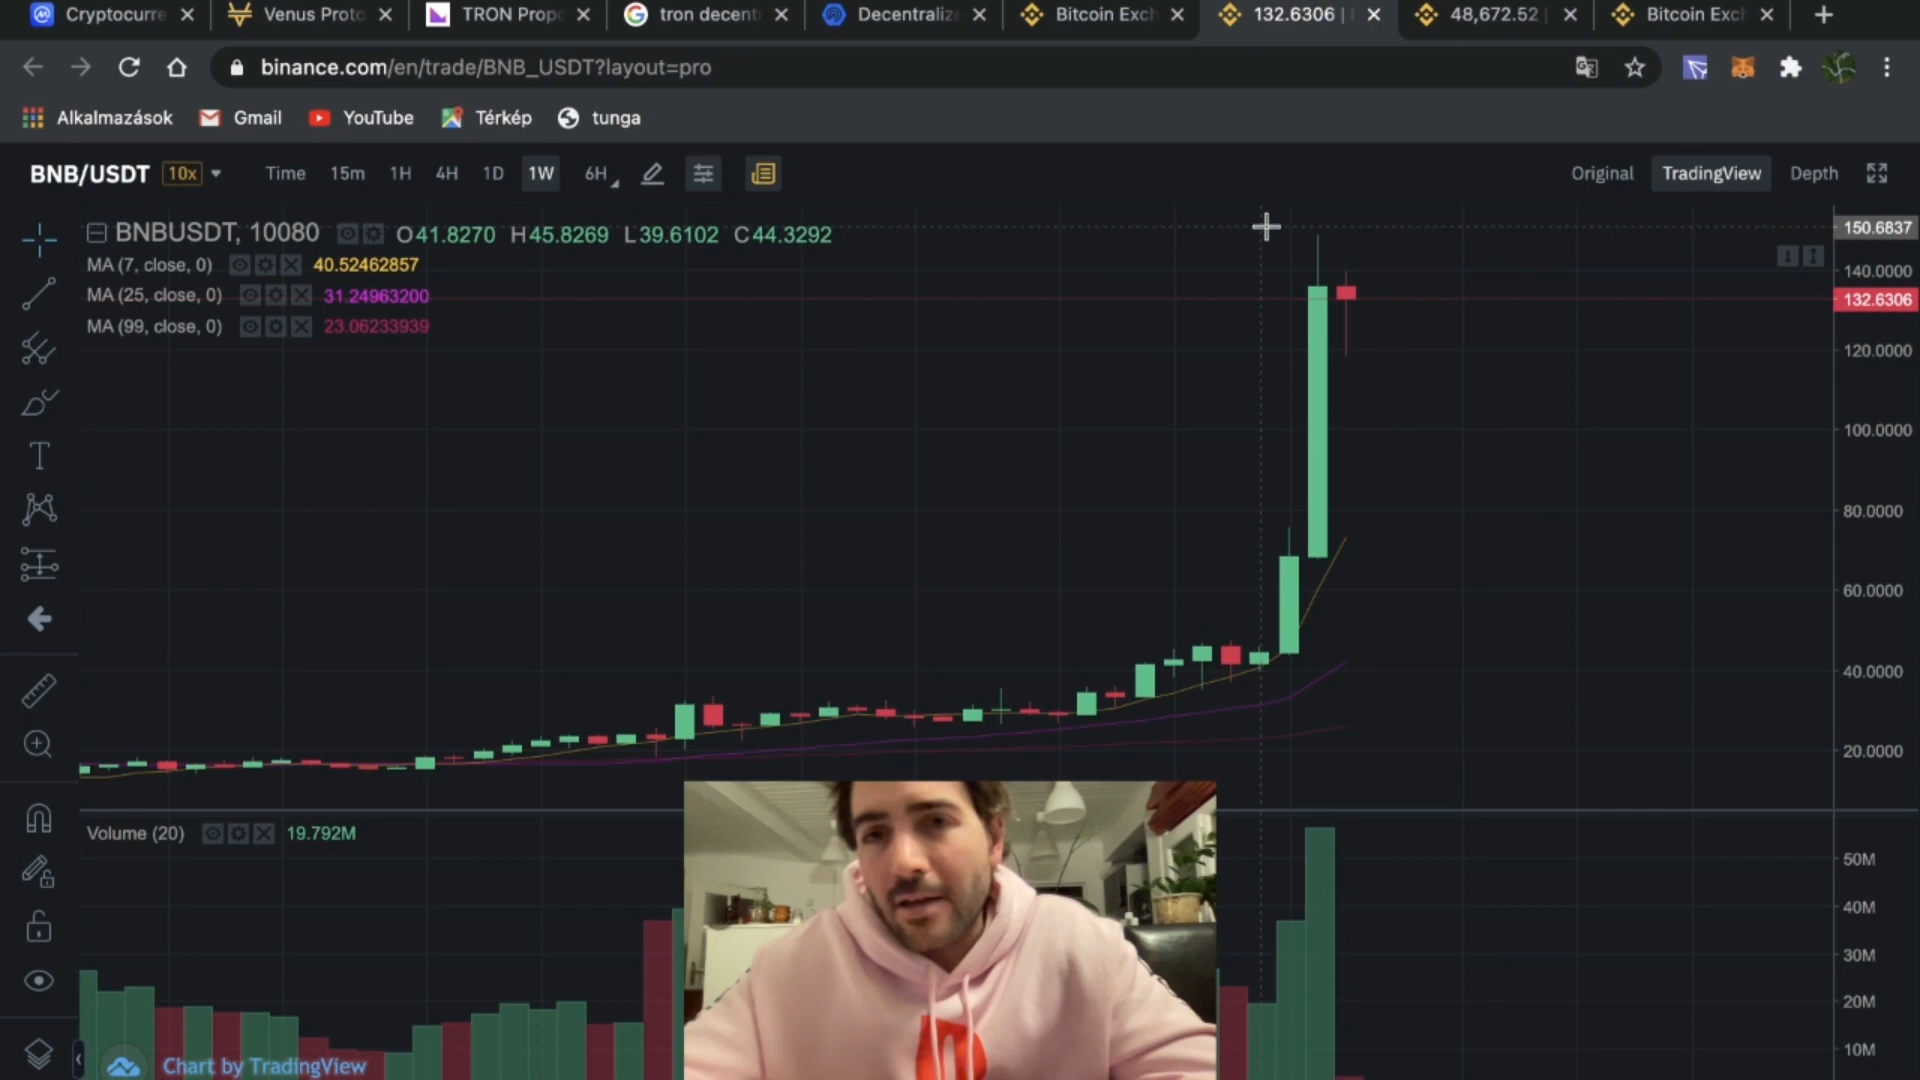 Cryptocurre
Venus Proto
TRON Propo
tron decent
Decentralize
Bitcoin Exch
132.6306 |
48,672.52 |
Bitcoin Exch
binance.com/en/trade/BNB_USDT?layout=pro
Alkalmazások
Gmail
YouTube
Térkép
tunga
BNB/USDT 10x Time 15m 1H 4H 1D 1W 6H Original TradingView Depth
BNBUSDT, 10080 O41.8270 H45.8269 L39.6102 C44.3292
MA (7, close, 0) 40.52462857
MA (25, close, 0) 31.24963200
MA (99, close, 0) 23.06233939
150.6837
140.0000
132.6306
120.0000
100.0000
80.0000
60.0000
40.0000
20.0000
Volume (20) 19.792M
50M
40M
30M
20M
10M
Chart by TradingView